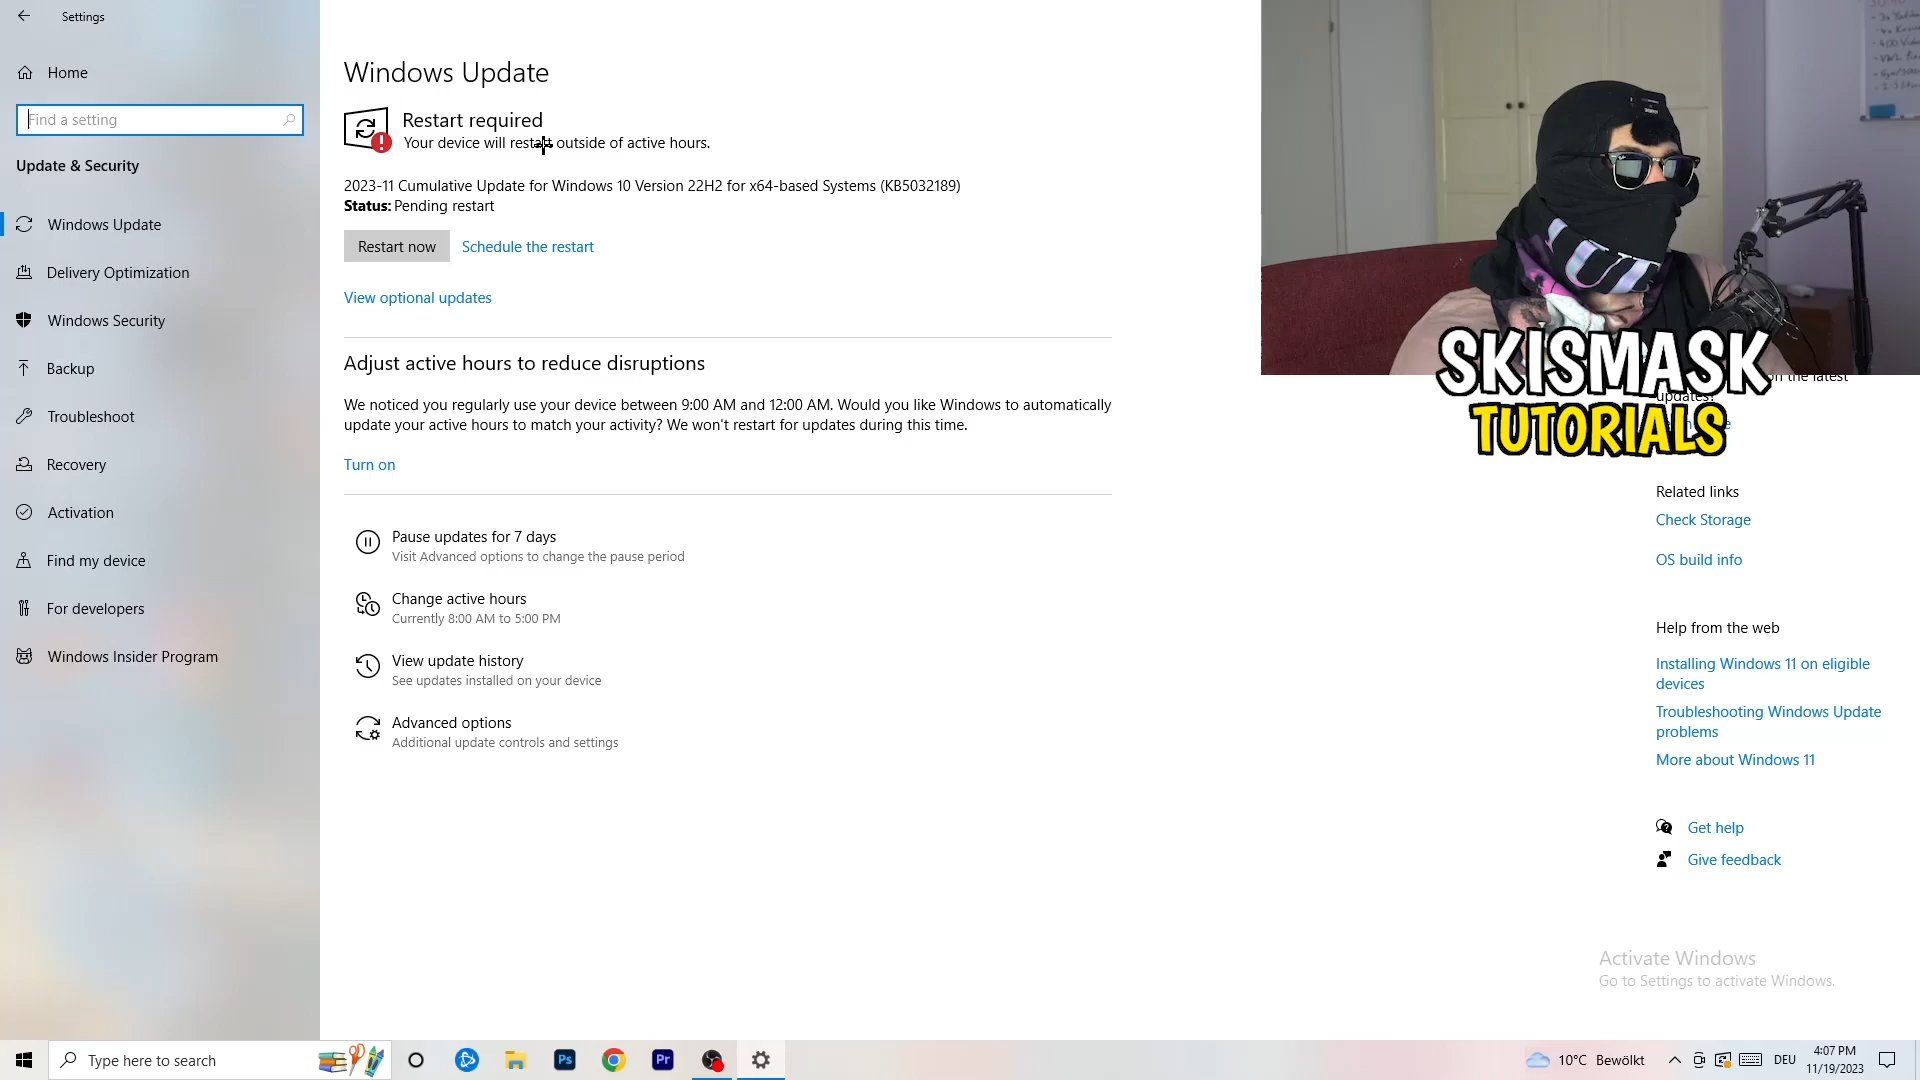 Settings
Home
Find a setting
Update & Security
Windows Update
Delivery Optimization
Windows Security
Backup
Troubleshoot
Recovery
Activation
Find my device
For developers
Windows Insider Program
Windows Update
Restart required
Your device will restart outside of active hours.
2023-11 Cumulative Update for Windows 10 Version 22H2 for x64-based Systems (KB5032189)
Status: Pending restart
Restart now Schedule the restart
View optional updates
Adjust active hours to reduce disruptions
We noticed you regularly use your device between 9:00 AM and 12:00 AM. Would you like Windows to automatically
update your active hours to match your activity? We won't restart for updates during this time.
Turn on
Pause updates for 7 days
Visit Advanced options to change the pause period
Change active hours
Currently 8:00 AM to 5:00 PM
View update history
See updates installed on your device
Advanced options
Additional update controls and settings
SKISMASK
TUTORIALS
on the latest
updates?
Related links
Check Storage
OS build info
Help from the web
Installing Windows 11 on eligible
devices
Troubleshooting Windows Update
problems
More about Windows 11
Get help
Give feedback
Activate Windows
Go to Settings to activate Windows.
Type here to search
Ps
Pr
10°C Bewölkt
DEU
4:07 PM
11/19/2023